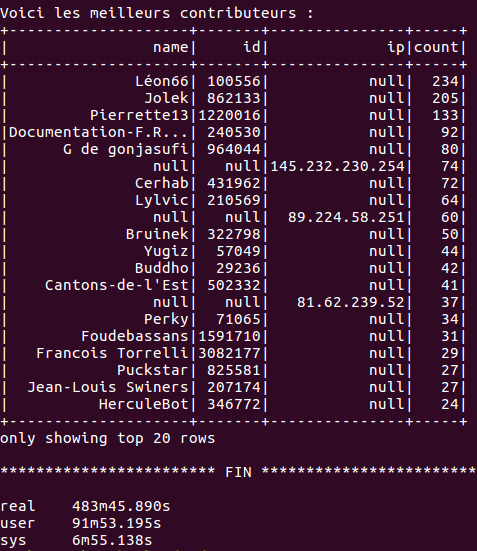 Voici les meilleurs contributeurs :
+--------------------+-------+---------------+-----+
|                name|     id|             ip|count|
+--------------------+-------+---------------+-----+
|              Léon66| 100556|           null|  234|
|               Jolek| 862133|           null|  205|
|         Pierrette13|1220016|           null|  133|
|Documentation-F.R...| 240530|           null|   92|
|      G de gonjasufi| 964044|           null|   80|
|                null|   null|145.232.230.254|   74|
|              Cerhab| 431962|           null|   72|
|              Lylvic| 210569|           null|   64|
|                null|   null|  89.224.58.251|   60|
|             Bruinek| 322798|           null|   50|
|               Yugiz|  57049|           null|   44|
|              Buddho|  29236|           null|   42|
|    Cantons-de-l'Est| 502332|           null|   41|
|                null|   null|   81.62.239.52|   37|
|               Perky|  71065|           null|   34|
|        Foudebassans|1591710|           null|   31|
|   Francois Torrelli|3082177|           null|   29|
|            Puckstar| 825581|           null|   27|
|  Jean-Louis Swiners| 207174|           null|   27|
|          HerculeBot| 346772|           null|   24|
+--------------------+-------+---------------+-----+
only showing top 20 rows
************************ FIN ************************
real    483m45.890s
user    91m53.195s
sys     6m55.138s